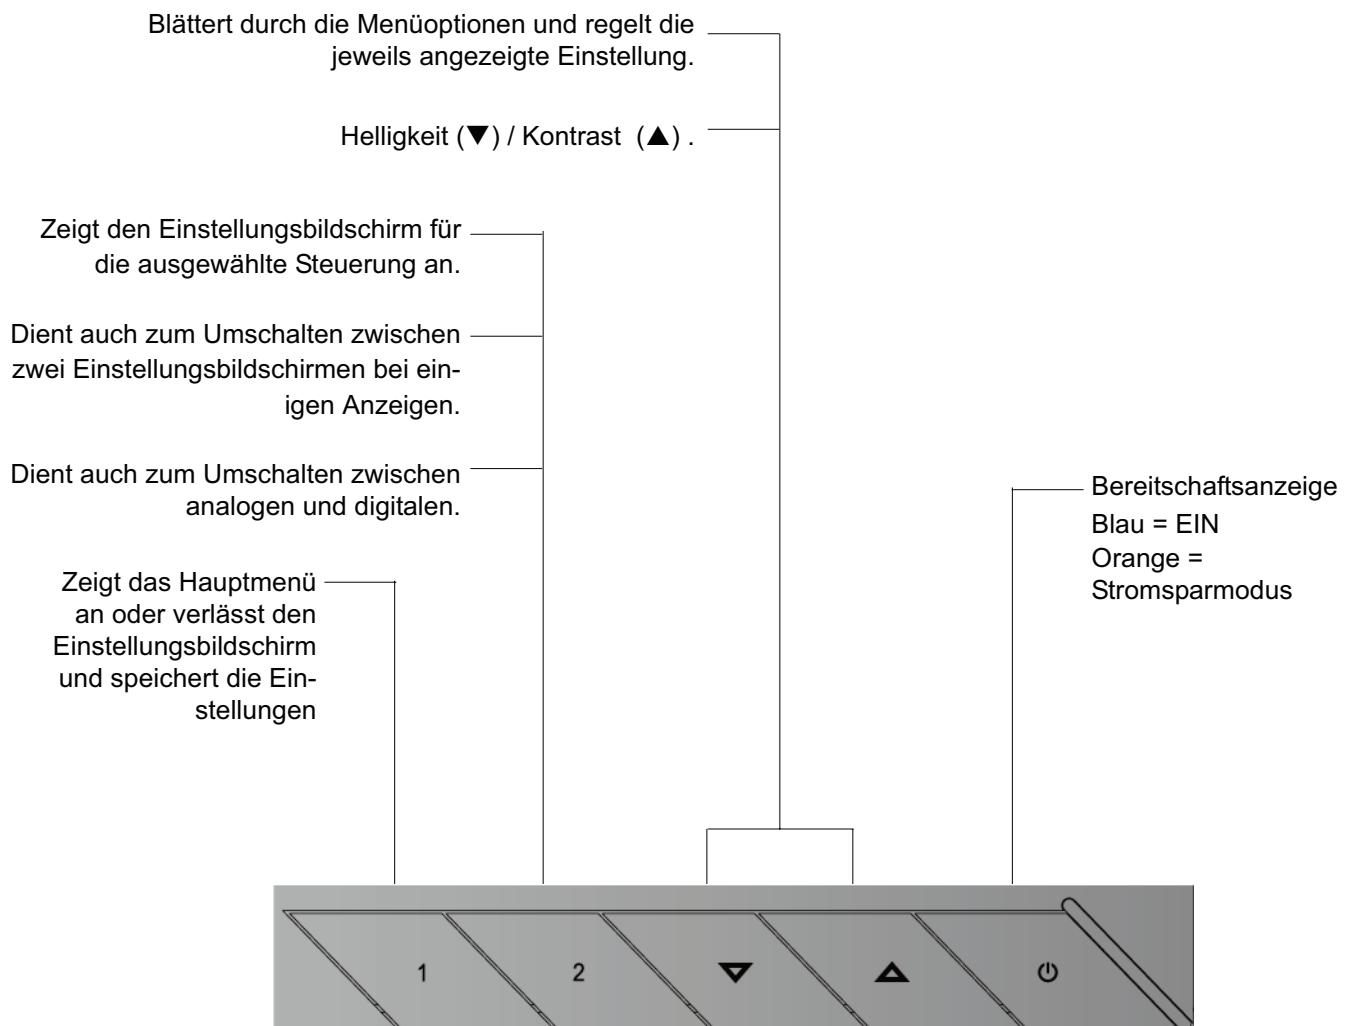 Blättert durch die Menüoptionen und regelt die
jeweils angezeigte Einstellung.
Helligkeit (▼) / Kontrast (▲) .
Zeigt den Einstellungsbildschirm für
die ausgewählte Steuerung an.
Dient auch zum Umschalten zwischen
zwei Einstellungsbildschirmen bei ein-
igen Anzeigen.
Dient auch zum Umschalten zwischen
analogen und digitalen.
Zeigt das Hauptmenü
an oder verlässt den
Einstellungsbildschirm
und speichert die Ein-
stellungen
Bereitschaftsanzeige
Blau = EIN
Orange =
Stromsparmodus
1 2